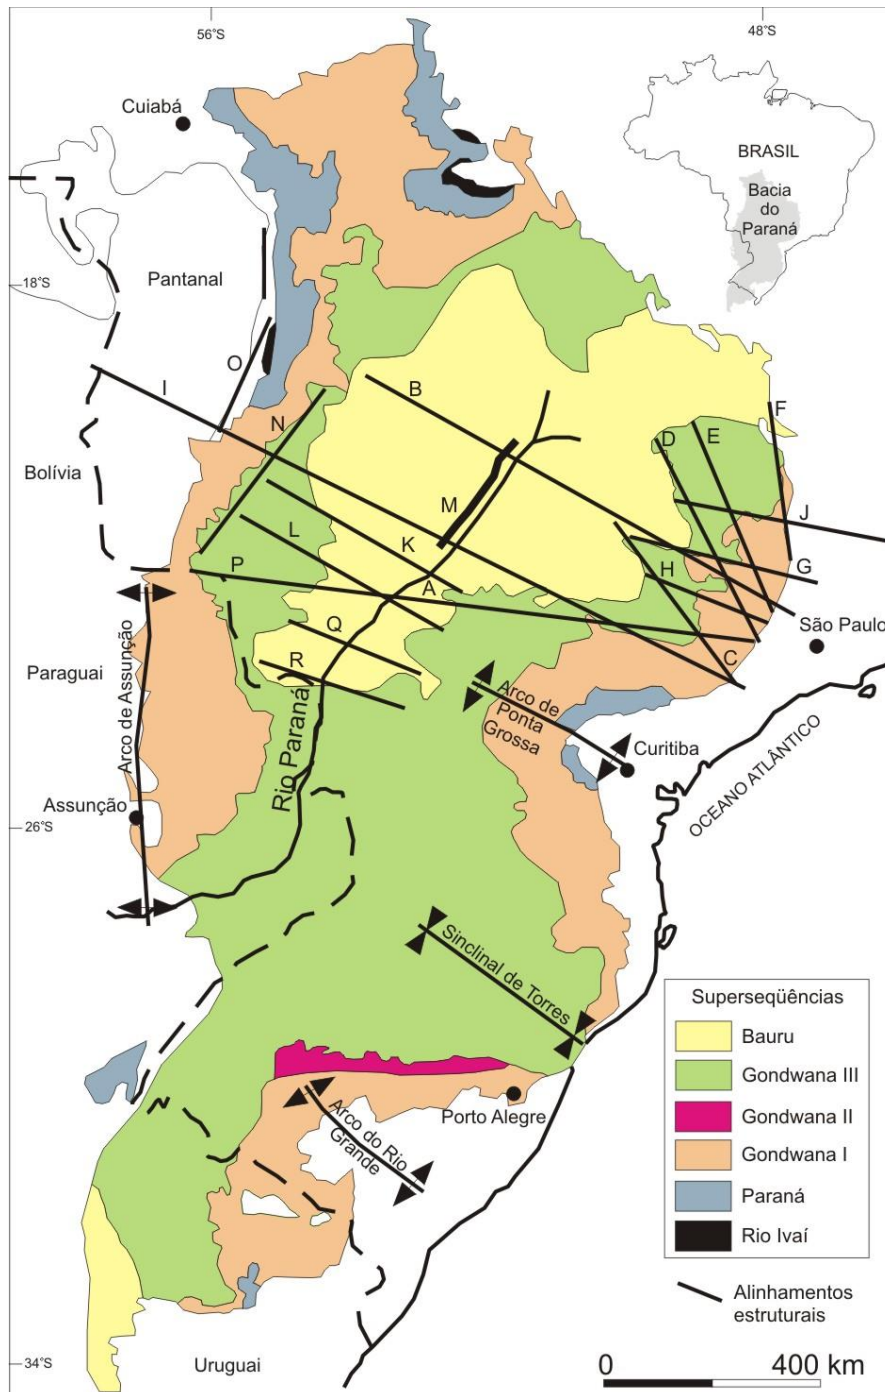 56°S
48°S
Cuiabá
BRASIL
Bacia
do
Paraná
18°S
Pantanal
O
I
B
F
N
D
E
Bolívia
M
J
L
K
P
A
H
G
Q
São Paulo
R
C
Paraguai
Arco de Assunção
Arco de
Ponta
Grossa
Rio Paraná
Curitiba
OCEANO ATLÂNTICO
Assunção
26°S
Sinclinal de Torres
Superseqüências
Bauru
Gondwana III
Gondwana II
Gondwana I
Paraná
Rio Ivaí
Porto Alegre
Arco do Rio
Grande
Alinhamentos
estruturais
34°S
Uruguai
0 400 km